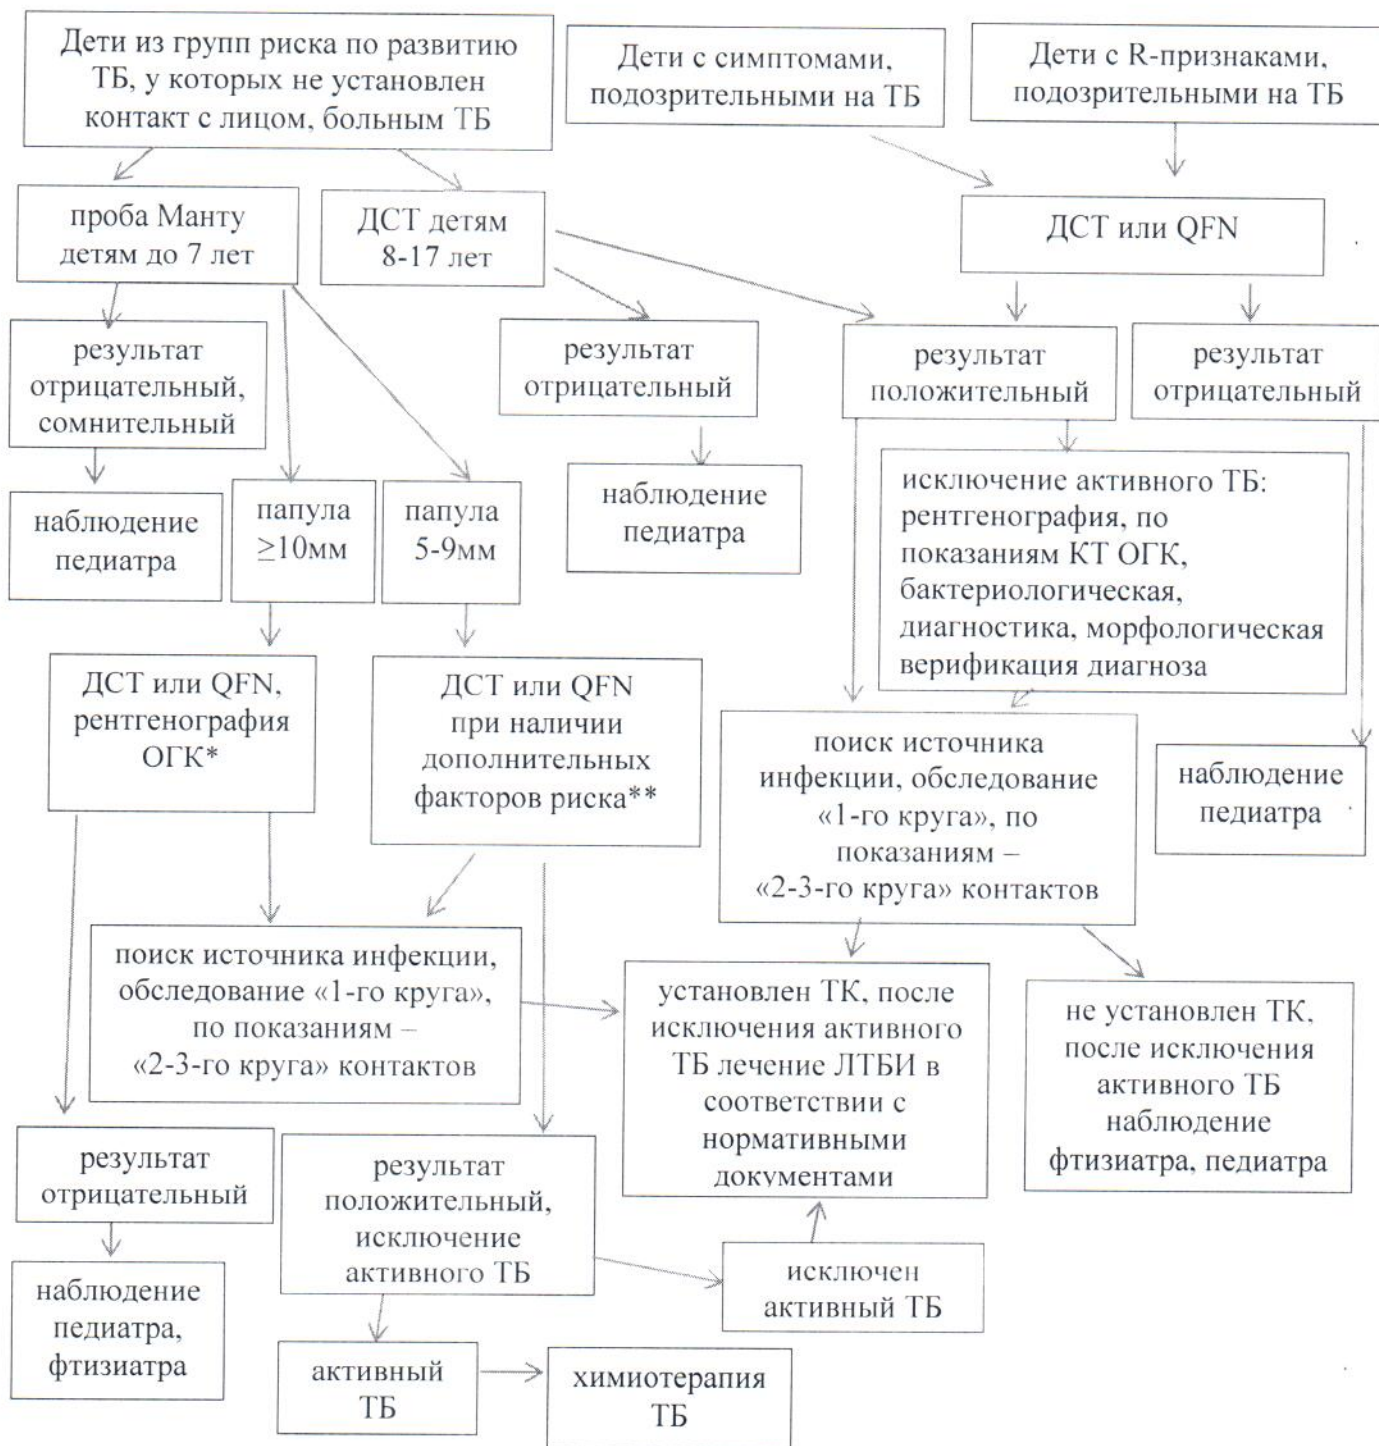 Дети из групп риска по развитию
ТБ, у которых не установлен
контакт с лицом, больным ТБ
Дети с симптомами,
подозрительными на ТБ
Дети с R-признаками,
подозрительными на ТБ
проба Манту
детям до 7 лет
ДСТ детям
8-17 лет
ДСТ или QFN
результат
отрицательный,
сомнительный
результат
отрицательный
результат
положительный
результат
отрицательный
наблюдение
педиатра
папула
≥10мм
папула
5-9мм
наблюдение
педиатра
исключение активного ТБ:
рентгенография, по
показаниям КТ ОГК,
бактериологическая,
диагностика, морфологическая
верификация диагноза
ДСТ или QFN,
рентгенография
ОГК*
ДСТ или QFN
при наличии
дополнительных
факторов риска**
поиск источника
инфекции, обследование
«1-го круга», по
показаниям –
«2-3-го круга» контактов
наблюдение
педиатра
поиск источника инфекции,
обследование «1-го круга»,
по показаниям –
«2-3-го круга» контактов
установлен ТК, после
исключения активного
ТБ лечение ЛТБИ в
соответствии с
нормативными
документами
не установлен ТК,
после исключения
активного ТБ
наблюдение
фтизиатра, педиатра
результат
отрицательный
результат
положительный,
исключение
активного ТБ
исключен
активный ТБ
наблюдение
педиатра,
фтизиатра
активный
ТБ
химиотерапия
ТБ